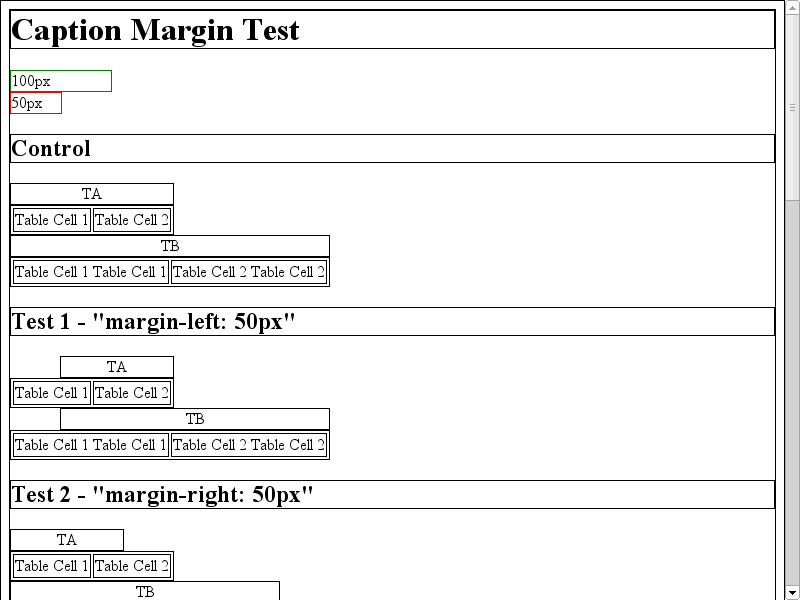 Caption Margin Test
100px
50px
Control
TA
Table Cell 1 Table Cell 2
TB
Table Cell 1 Table Cell 1 Table Cell 2 Table Cell 2
Test 1 - "margin-left: 50px"
TA
Table Cell 1 Table Cell 2
TB
Table Cell 1 Table Cell 1 Table Cell 2 Table Cell 2
Test 2 - "margin-right: 50px"
TA
Table Cell 1 Table Cell 2
TB